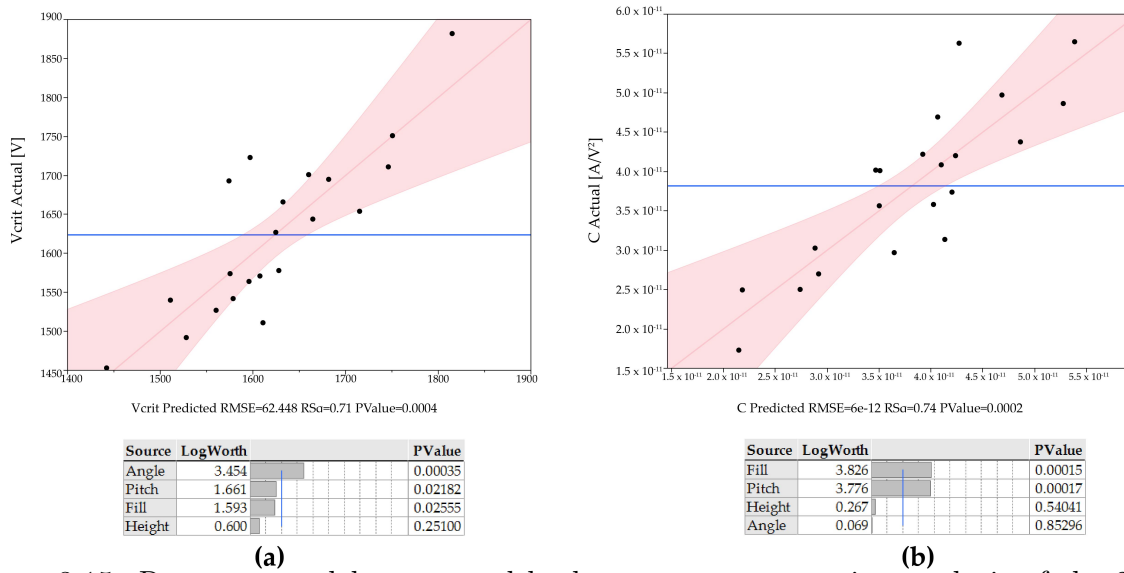 1900
1850
1750
1700
1650
1600
1550
1500
1450
Vcrit Actual [V]
1400
1500
1600
1700
1800
1900
Vcrit Predicted RMSE=62.448 RSq=0.71 PValue=0.0004
Source LogWorth PValue
Angle 3.454 0.00035
Pitch 1.661 0.02182
Fill 1.593 0.02555
Height 0.600 0.25100
(a)
6.0 x 10⁻¹¹
5.5 x 10⁻¹¹
5.0 x 10⁻¹¹
4.5 x 10⁻¹¹
4.0 x 10⁻¹¹
3.5 x 10⁻¹¹
3.0 x 10⁻¹¹
2.5 x 10⁻¹¹
2.0 x 10⁻¹¹
1.5 x 10⁻¹¹
C Actual [A/V²]
1.5 x 10⁻¹¹
2.0 x 10⁻¹¹
2.5 x 10⁻¹¹
3.0 x 10⁻¹¹
3.5 x 10⁻¹¹
4.0 x 10⁻¹¹
4.5 x 10⁻¹¹
5.0 x 10⁻¹¹
5.5 x 10⁻¹¹
C Predicted RMSE=6e-12 RSq=0.74 PValue=0.0002
Source LogWorth PValue
Fill 3.826 0.00015
Pitch 3.776 0.00017
Height 0.267 0.54041
Angle 0.069 0.85296
(b)